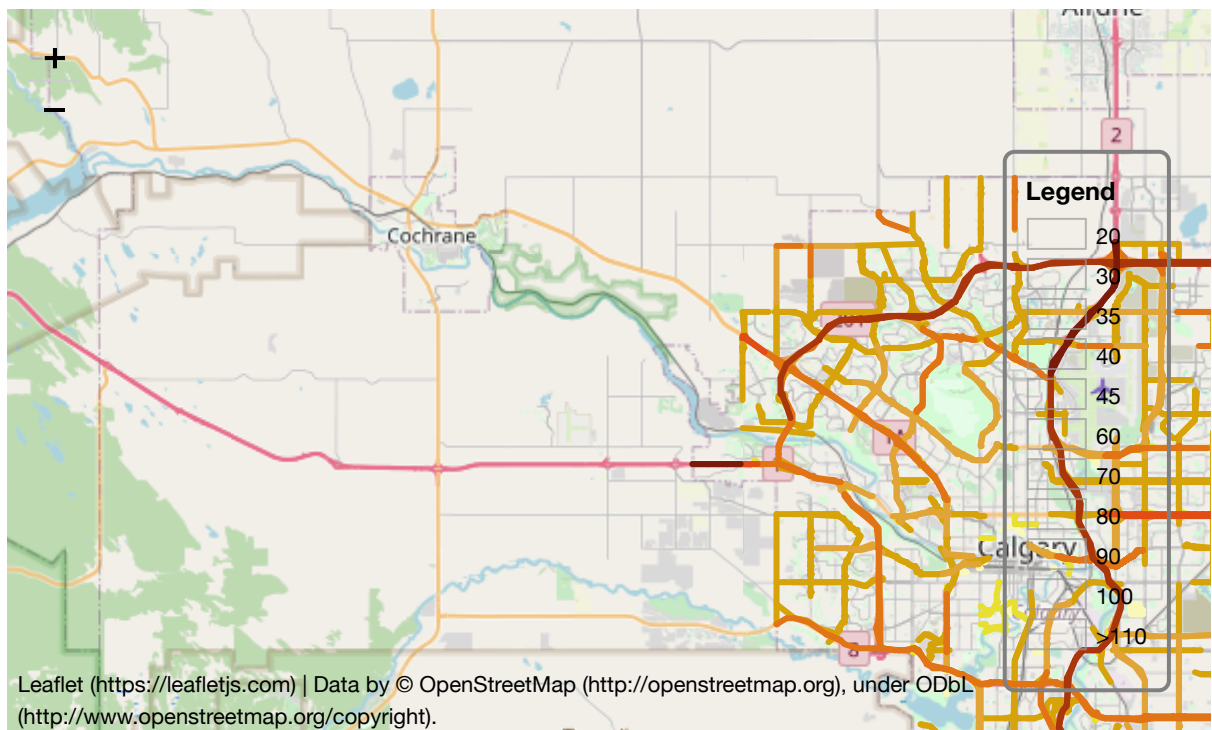 Airdrie
+
−
2
Legend
20
Cochrane
30
35
40
45
60
1
70
80
Calgary
90
100
>110
8
Leaflet (https://leafletjs.com) | Data by © OpenStreetMap (http://openstreetmap.org), under ODbL
(http://www.openstreetmap.org/copyright).